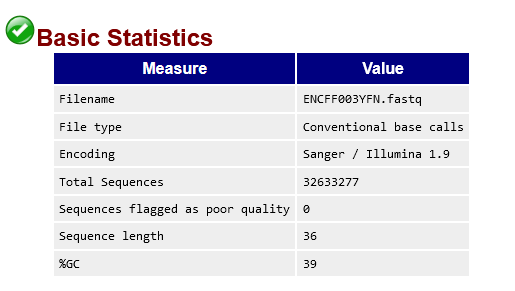 Basic Statistics
Measure Value
Filename ENCFF003YFN.fastq
File type Conventional base calls
Encoding Sanger / Illumina 1.9
Total Sequences 32633277
Sequences flagged as poor quality 0
Sequence length 36
%GC 39